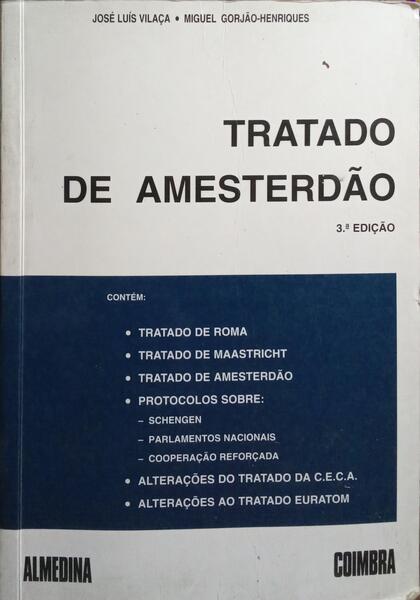 JOSÉ LUÍS VILAÇA • MIGUEL GORJÃO-HENRIQUES
TRATADO
DE AMESTERDÃO
3.ª EDIÇÃO
CONTÉM:
• TRATADO DE ROMA
• TRATADO DE MAASTRICHT
• TRATADO DE AMESTERDÃO
• PROTOCOLOS SOBRE:
– SCHENGEN
– PARLAMENTOS NACIONAIS
– COOPERAÇÃO REFORÇADA
• ALTERAÇÕES DO TRATADO DA C.E.C.A.
• ALTERAÇÕES AO TRATADO EURATOM
ALMEDINA COIMBRA